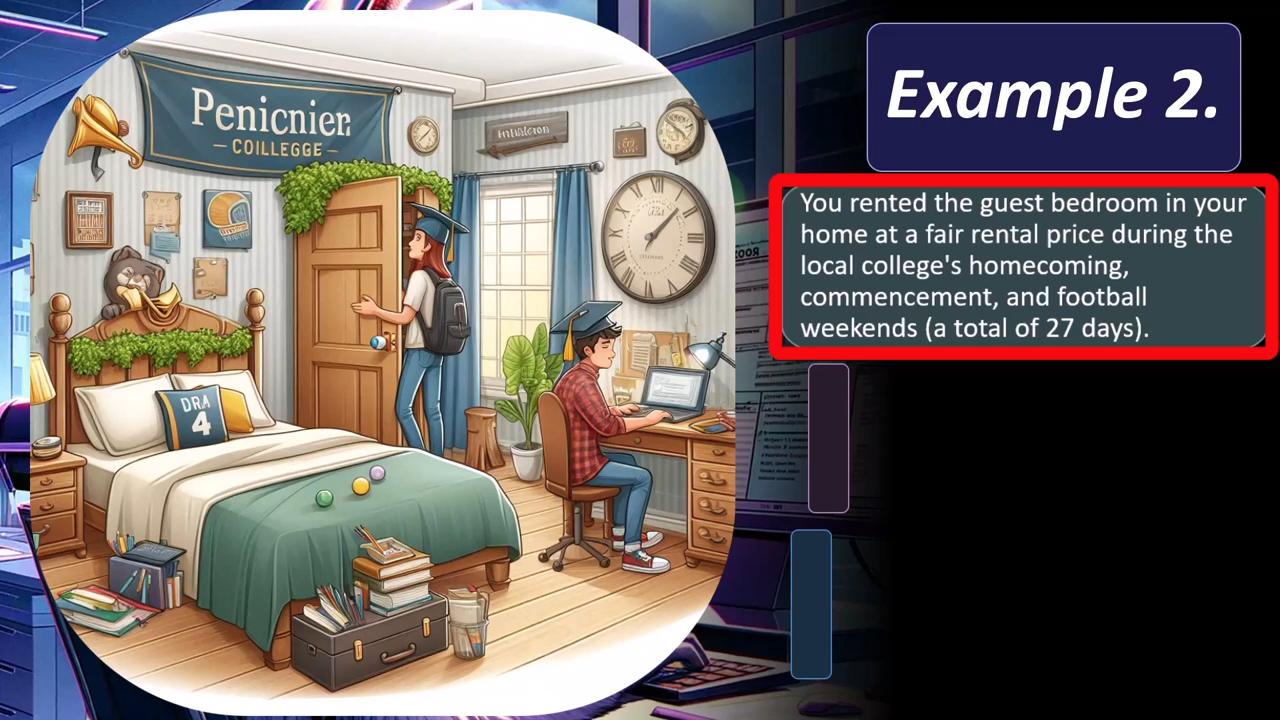 Example 2.
You rented the guest bedroom in your
home at a fair rental price during the
local college's homecoming,
commencement, and football
weekends (a total of 27 days).
Penicnier
— COILLEGGE —
DRA
4